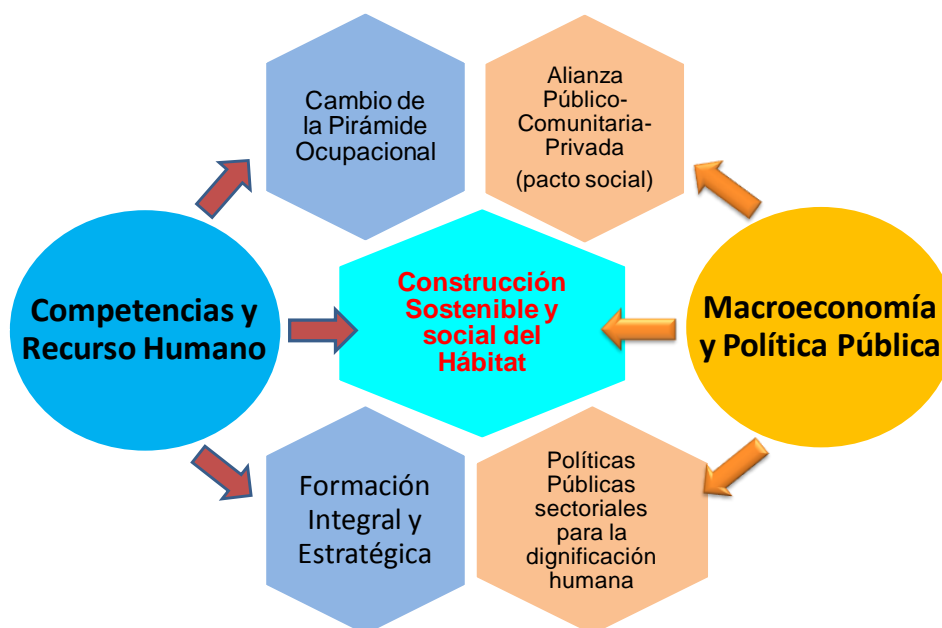 Cambio de
la Pirámide
Ocupacional
Alianza
Público-
Comunitaria-
Privada
(pacto social)
Competencias y
Recurso Humano
Construcción
Sostenible y
social del
Hábitat
Macroeconomía
y Política Pública
Formación
Integral y
Estratégica
Políticas
Públicas
sectoriales
para la
dignificación
humana